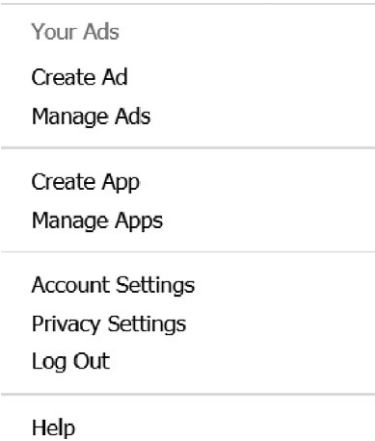 Your Ads
Create Ad
Manage Ads
Create App
Manage Apps
Account Settings
Privacy Settings
Log Out
Help